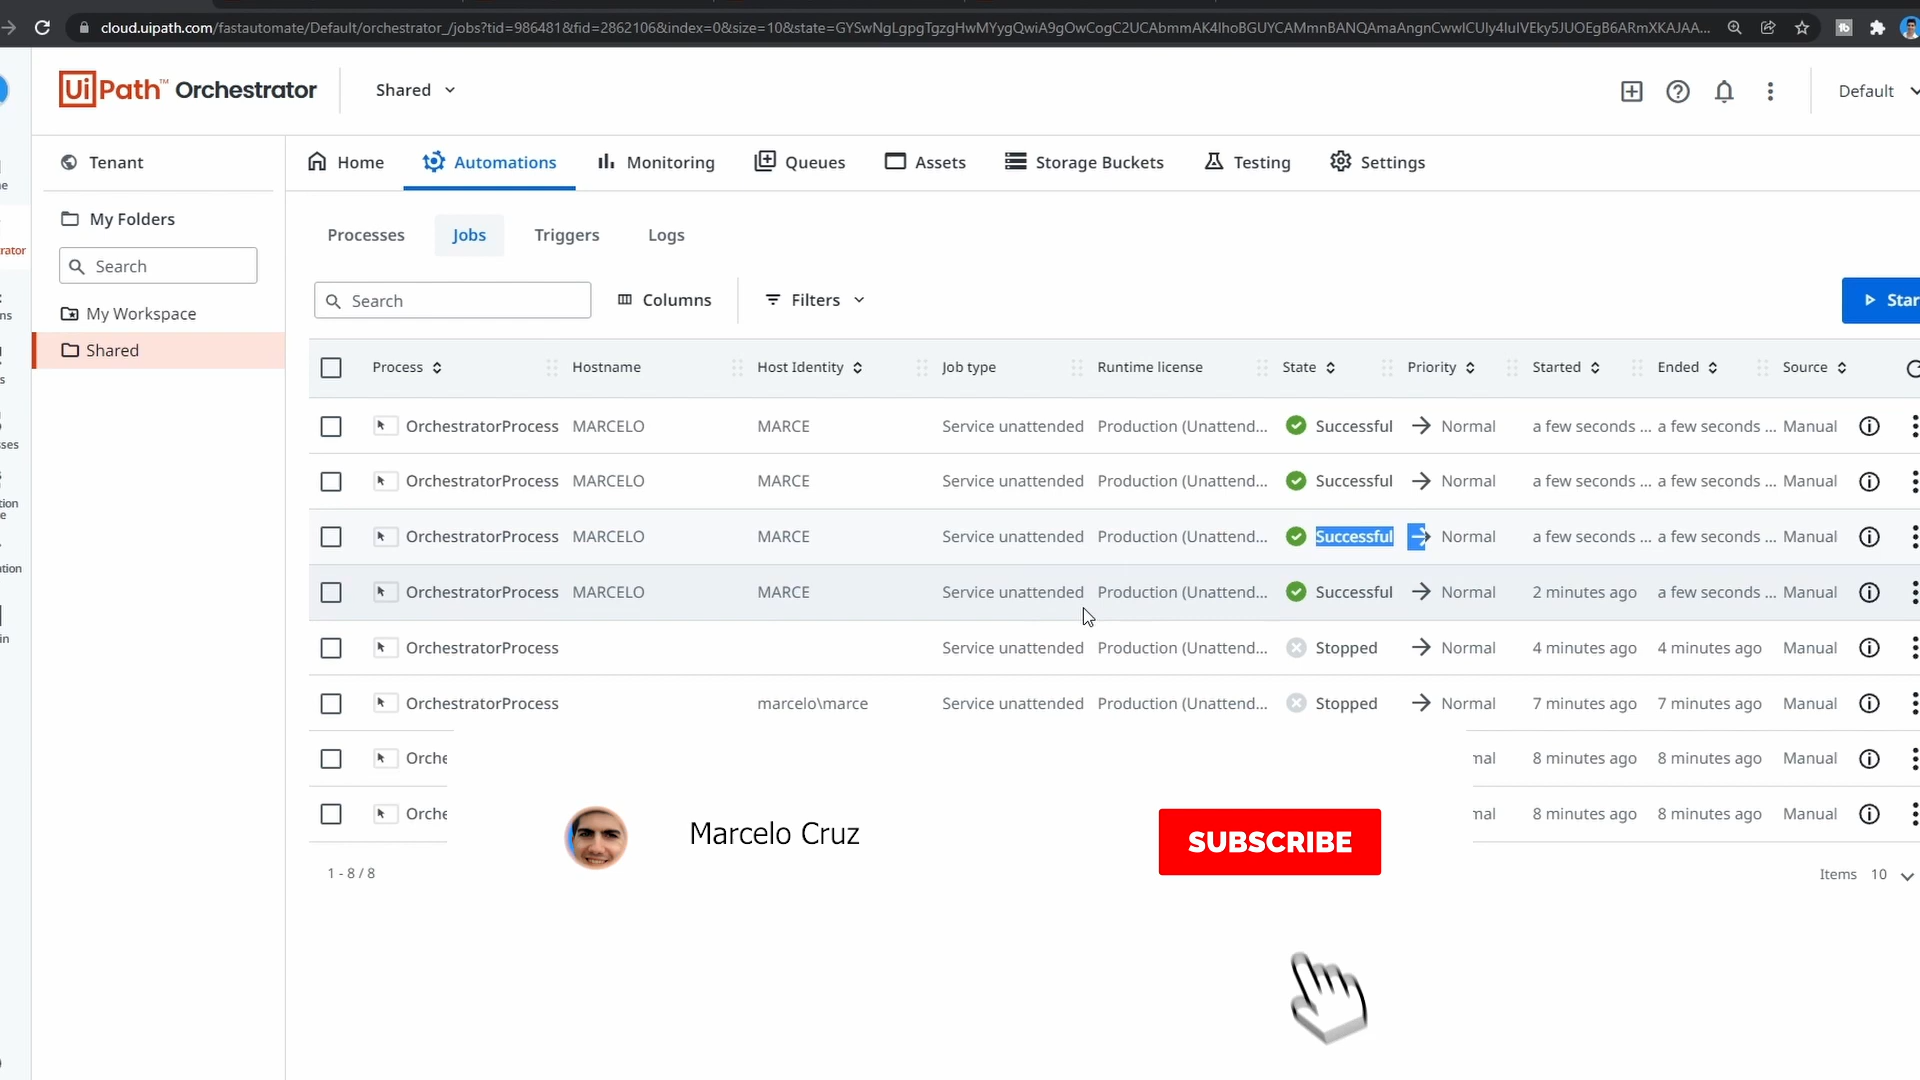 cloud.uipath.com/fastautomate/Default/orchestrator_/jobs?tid=986481&fid=2862106&index=0&size=10&state=
UiPath™ Orchestrator
Shared
Default
Tenant
Home
Automations
Monitoring
Queues
Assets
Storage Buckets
Testing
Settings
My Folders
Search
My Workspace
Shared
Processes
Jobs
Triggers
Logs
Search
Columns
Filters
Star
Process Hostname Host Identity Job type Runtime license State Priority Started Ended Source
OrchestratorProcess MARCELO MARCE Service unattended Production (Unattend... Successful Normal a few seconds ... a few seconds ... Manual
OrchestratorProcess MARCELO MARCE Service unattended Production (Unattend... Successful Normal a few seconds ... a few seconds ... Manual
OrchestratorProcess MARCELO MARCE Service unattended Production (Unattend... Successful Normal a few seconds ... a few seconds ... Manual
OrchestratorProcess MARCELO MARCE Service unattended Production (Unattend... Successful Normal 2 minutes ago a few seconds ... Manual
OrchestratorProcess Service unattended Production (Unattend... Stopped Normal 4 minutes ago 4 minutes ago Manual
OrchestratorProcess marcelo\marce Service unattended Production (Unattend... Stopped Normal 7 minutes ago 7 minutes ago Manual
Orche mal 8 minutes ago 8 minutes ago Manual
Orche mal 8 minutes ago 8 minutes ago Manual
Marcelo Cruz
SUBSCRIBE
1 - 8 / 8
Items 10